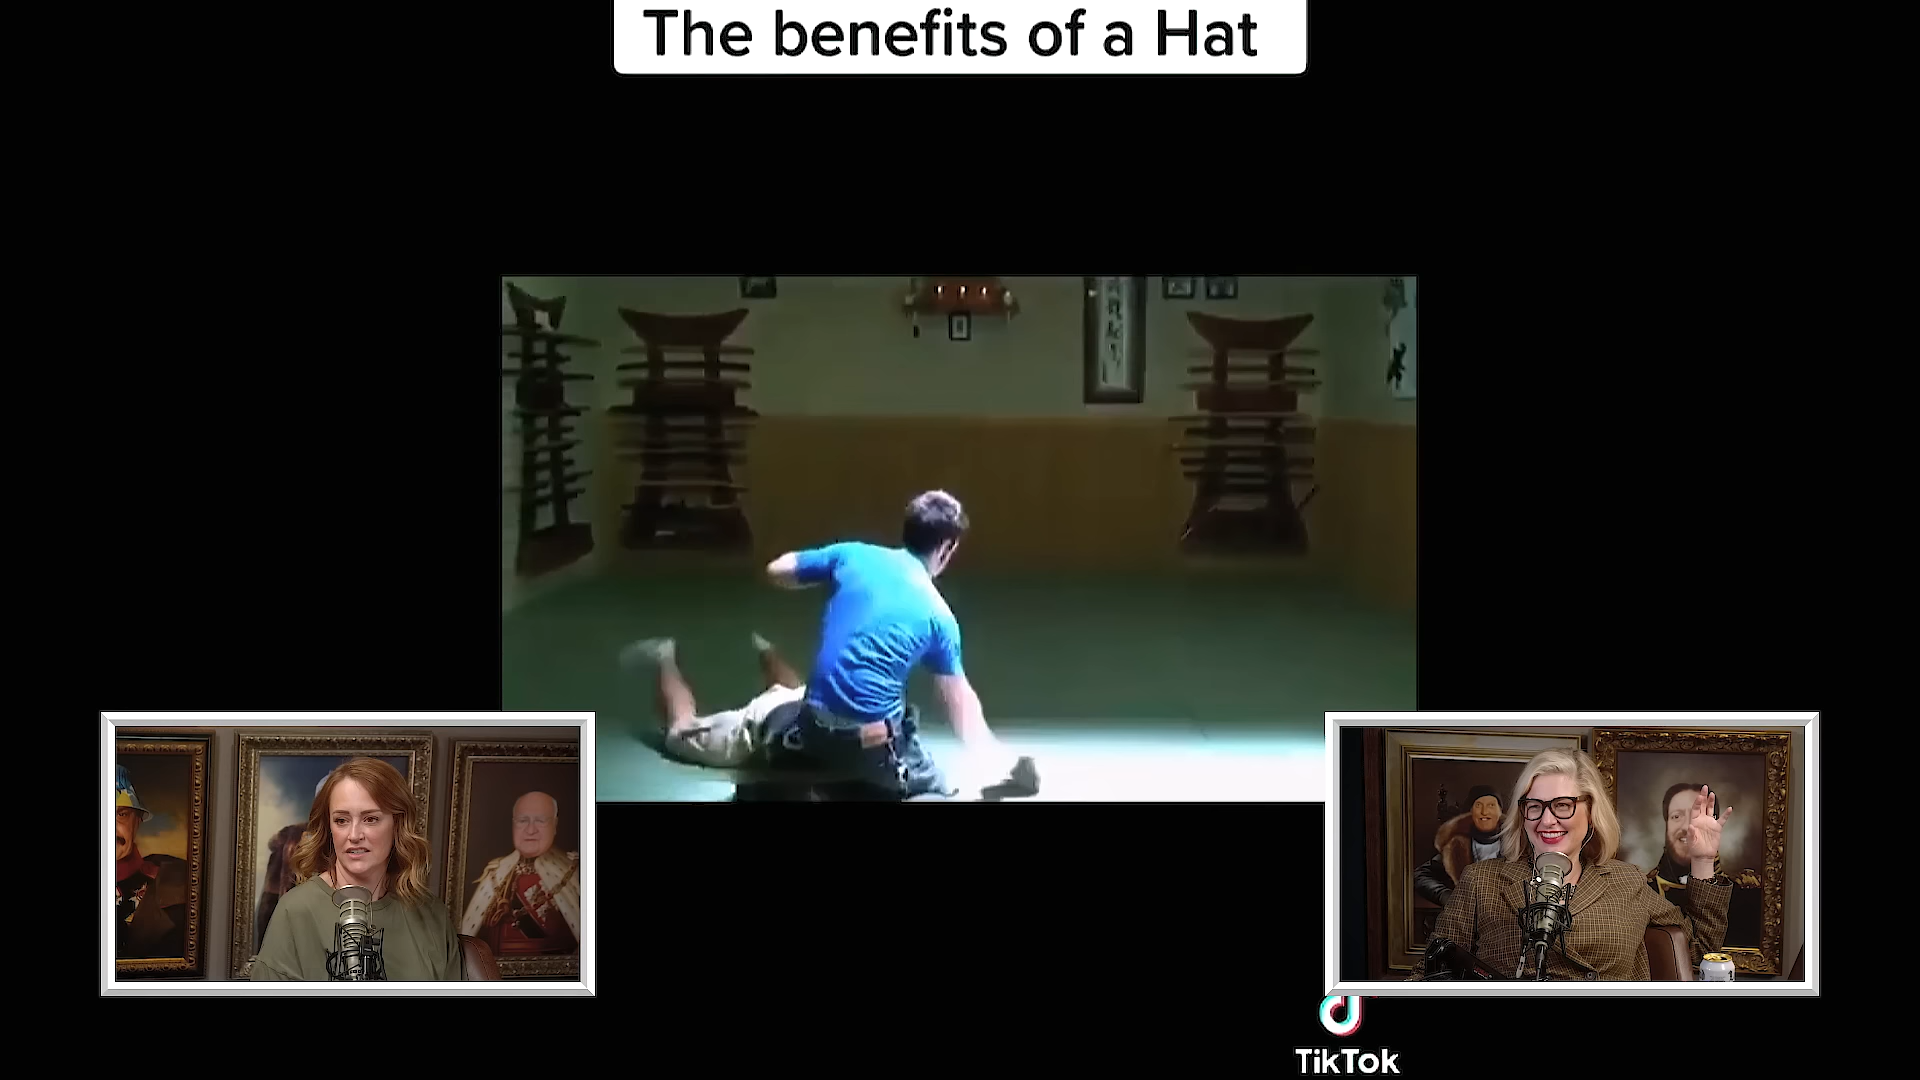 The benefits of a Hat
TikTok